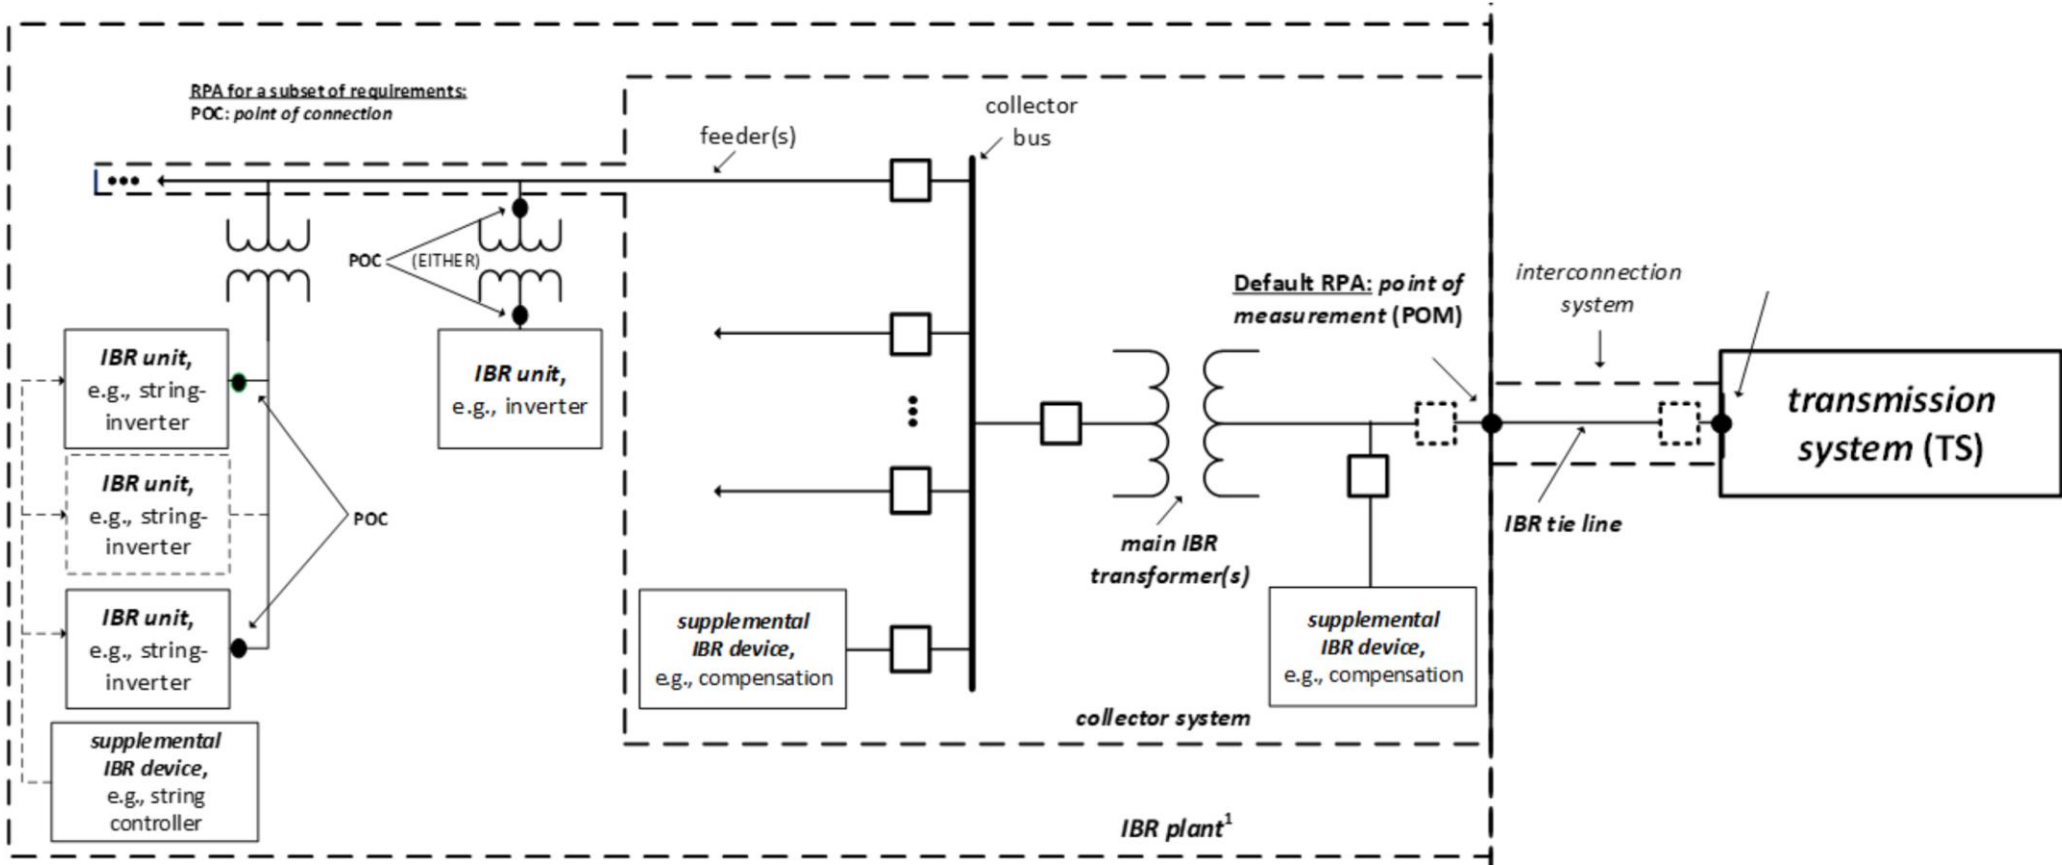 RPA for a subset of requirements:
POC: point of connection
collector
bus
feeder(s)
POC
(EITHER)
Default RPA: point of
measurement (POM)
interconnection
system
IBR unit,
e.g., string-
inverter
IBR unit,
e.g., inverter
transmission
system (TS)
IBR unit,
e.g., string-
inverter
POC
IBR tie line
main IBR
transformer(s)
IBR unit,
e.g., string-
inverter
supplemental
IBR device,
e.g., compensation
supplemental
IBR device,
e.g., compensation
collector system
supplemental
IBR device,
e.g., string
controller
IBR plant¹